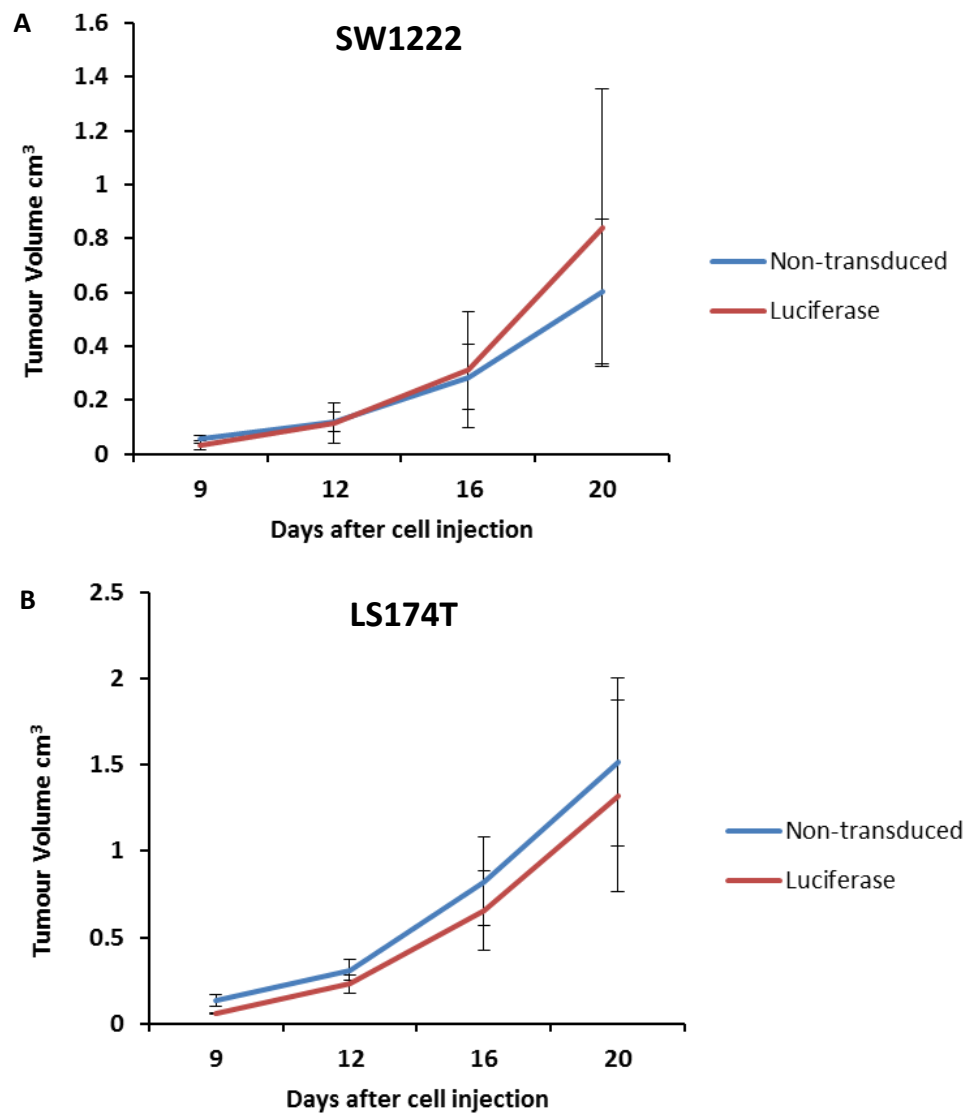 A
SW1222
1.6
1.4
1.2
1
0.8
0.6
0.4
0.2
0
Tumour Volume cm³
9 12 16 20
Days after cell injection
Non-transduced
Luciferase
B
LS174T
2.5
2
1.5
1
0.5
0
Tumour Volume cm³
9 12 16 20
Days after cell injection
Non-transduced
Luciferase